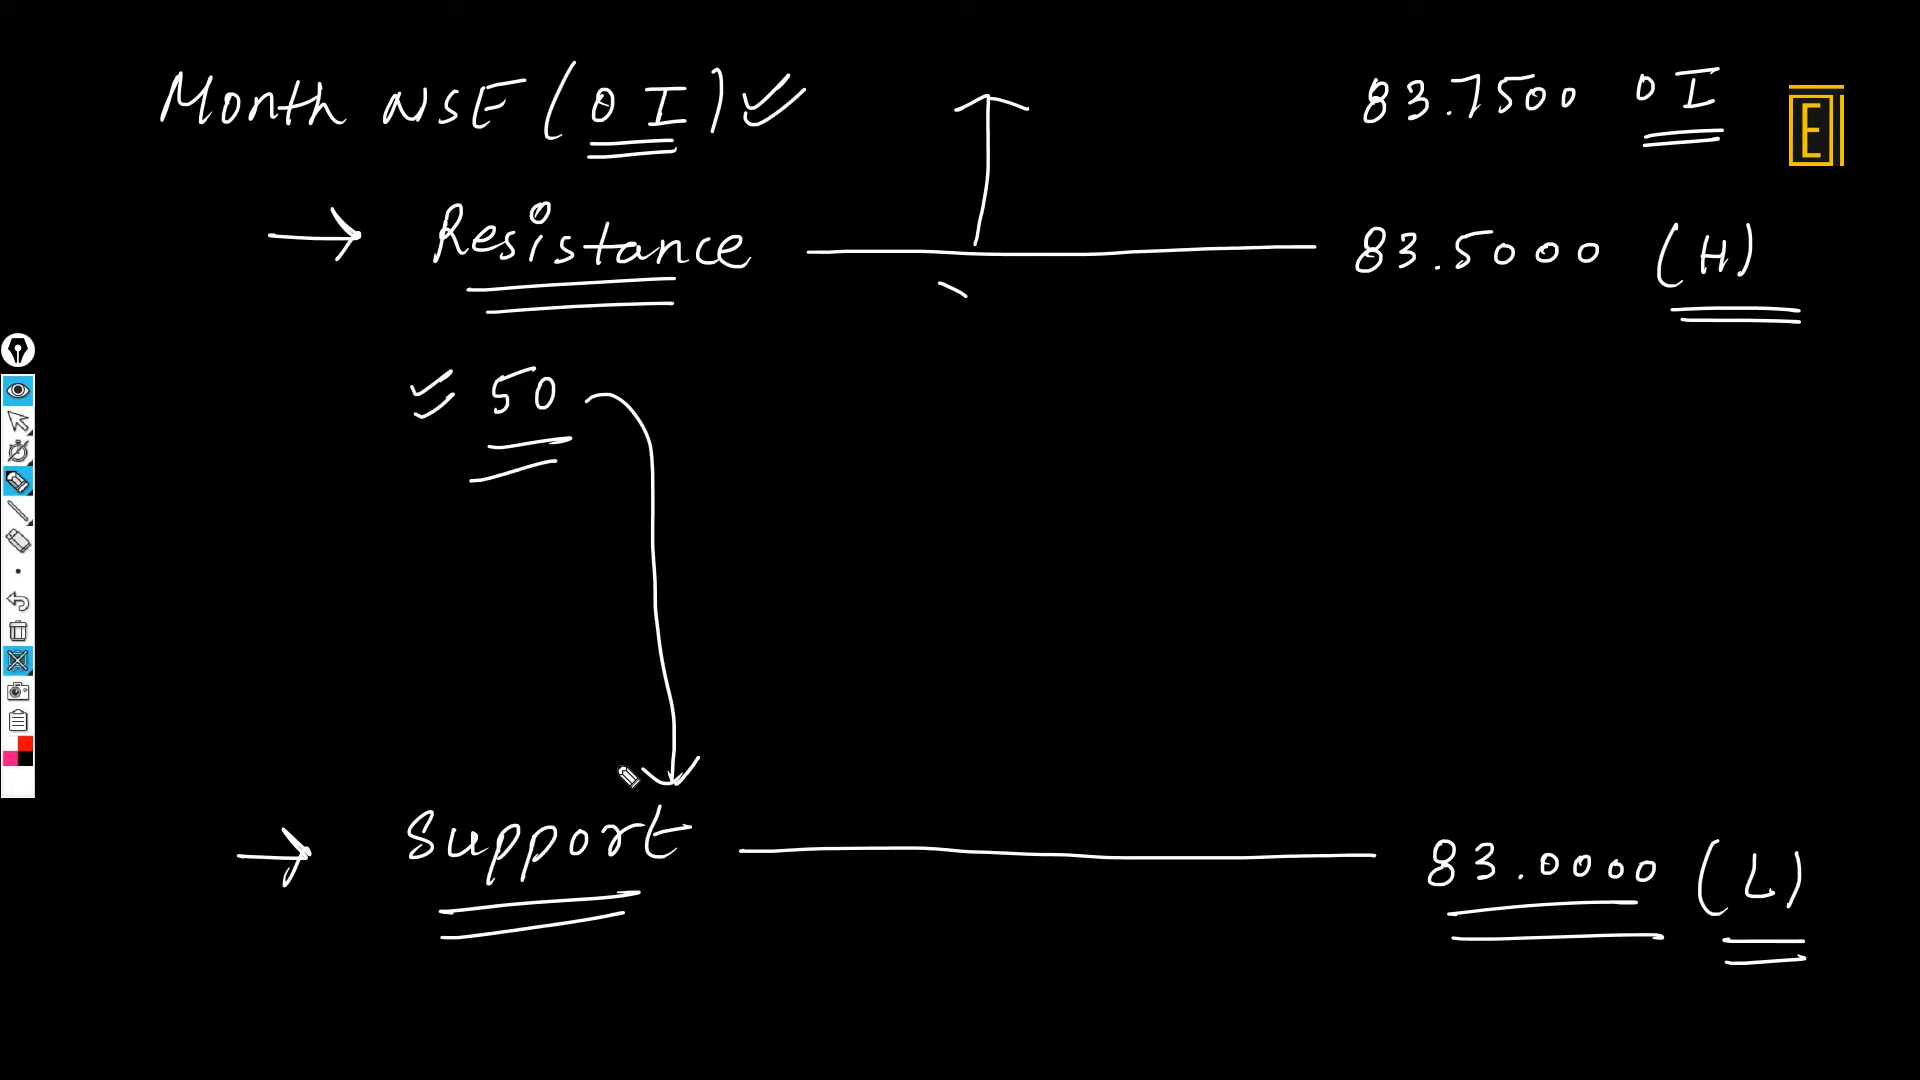 Month NSE (OI)
83.7500 OI
E
Resistance
83.5000 (H)
50
Support
83.0000 (L)